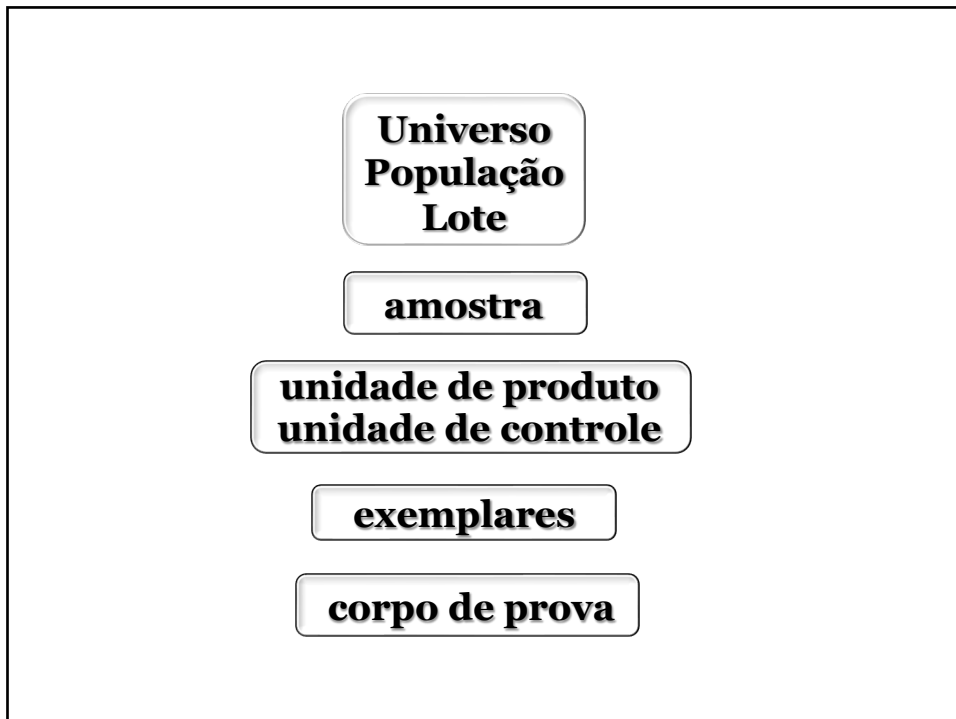 Universo
População
Lote
amostra
unidade de produto
unidade de controle
exemplares
corpo de prova